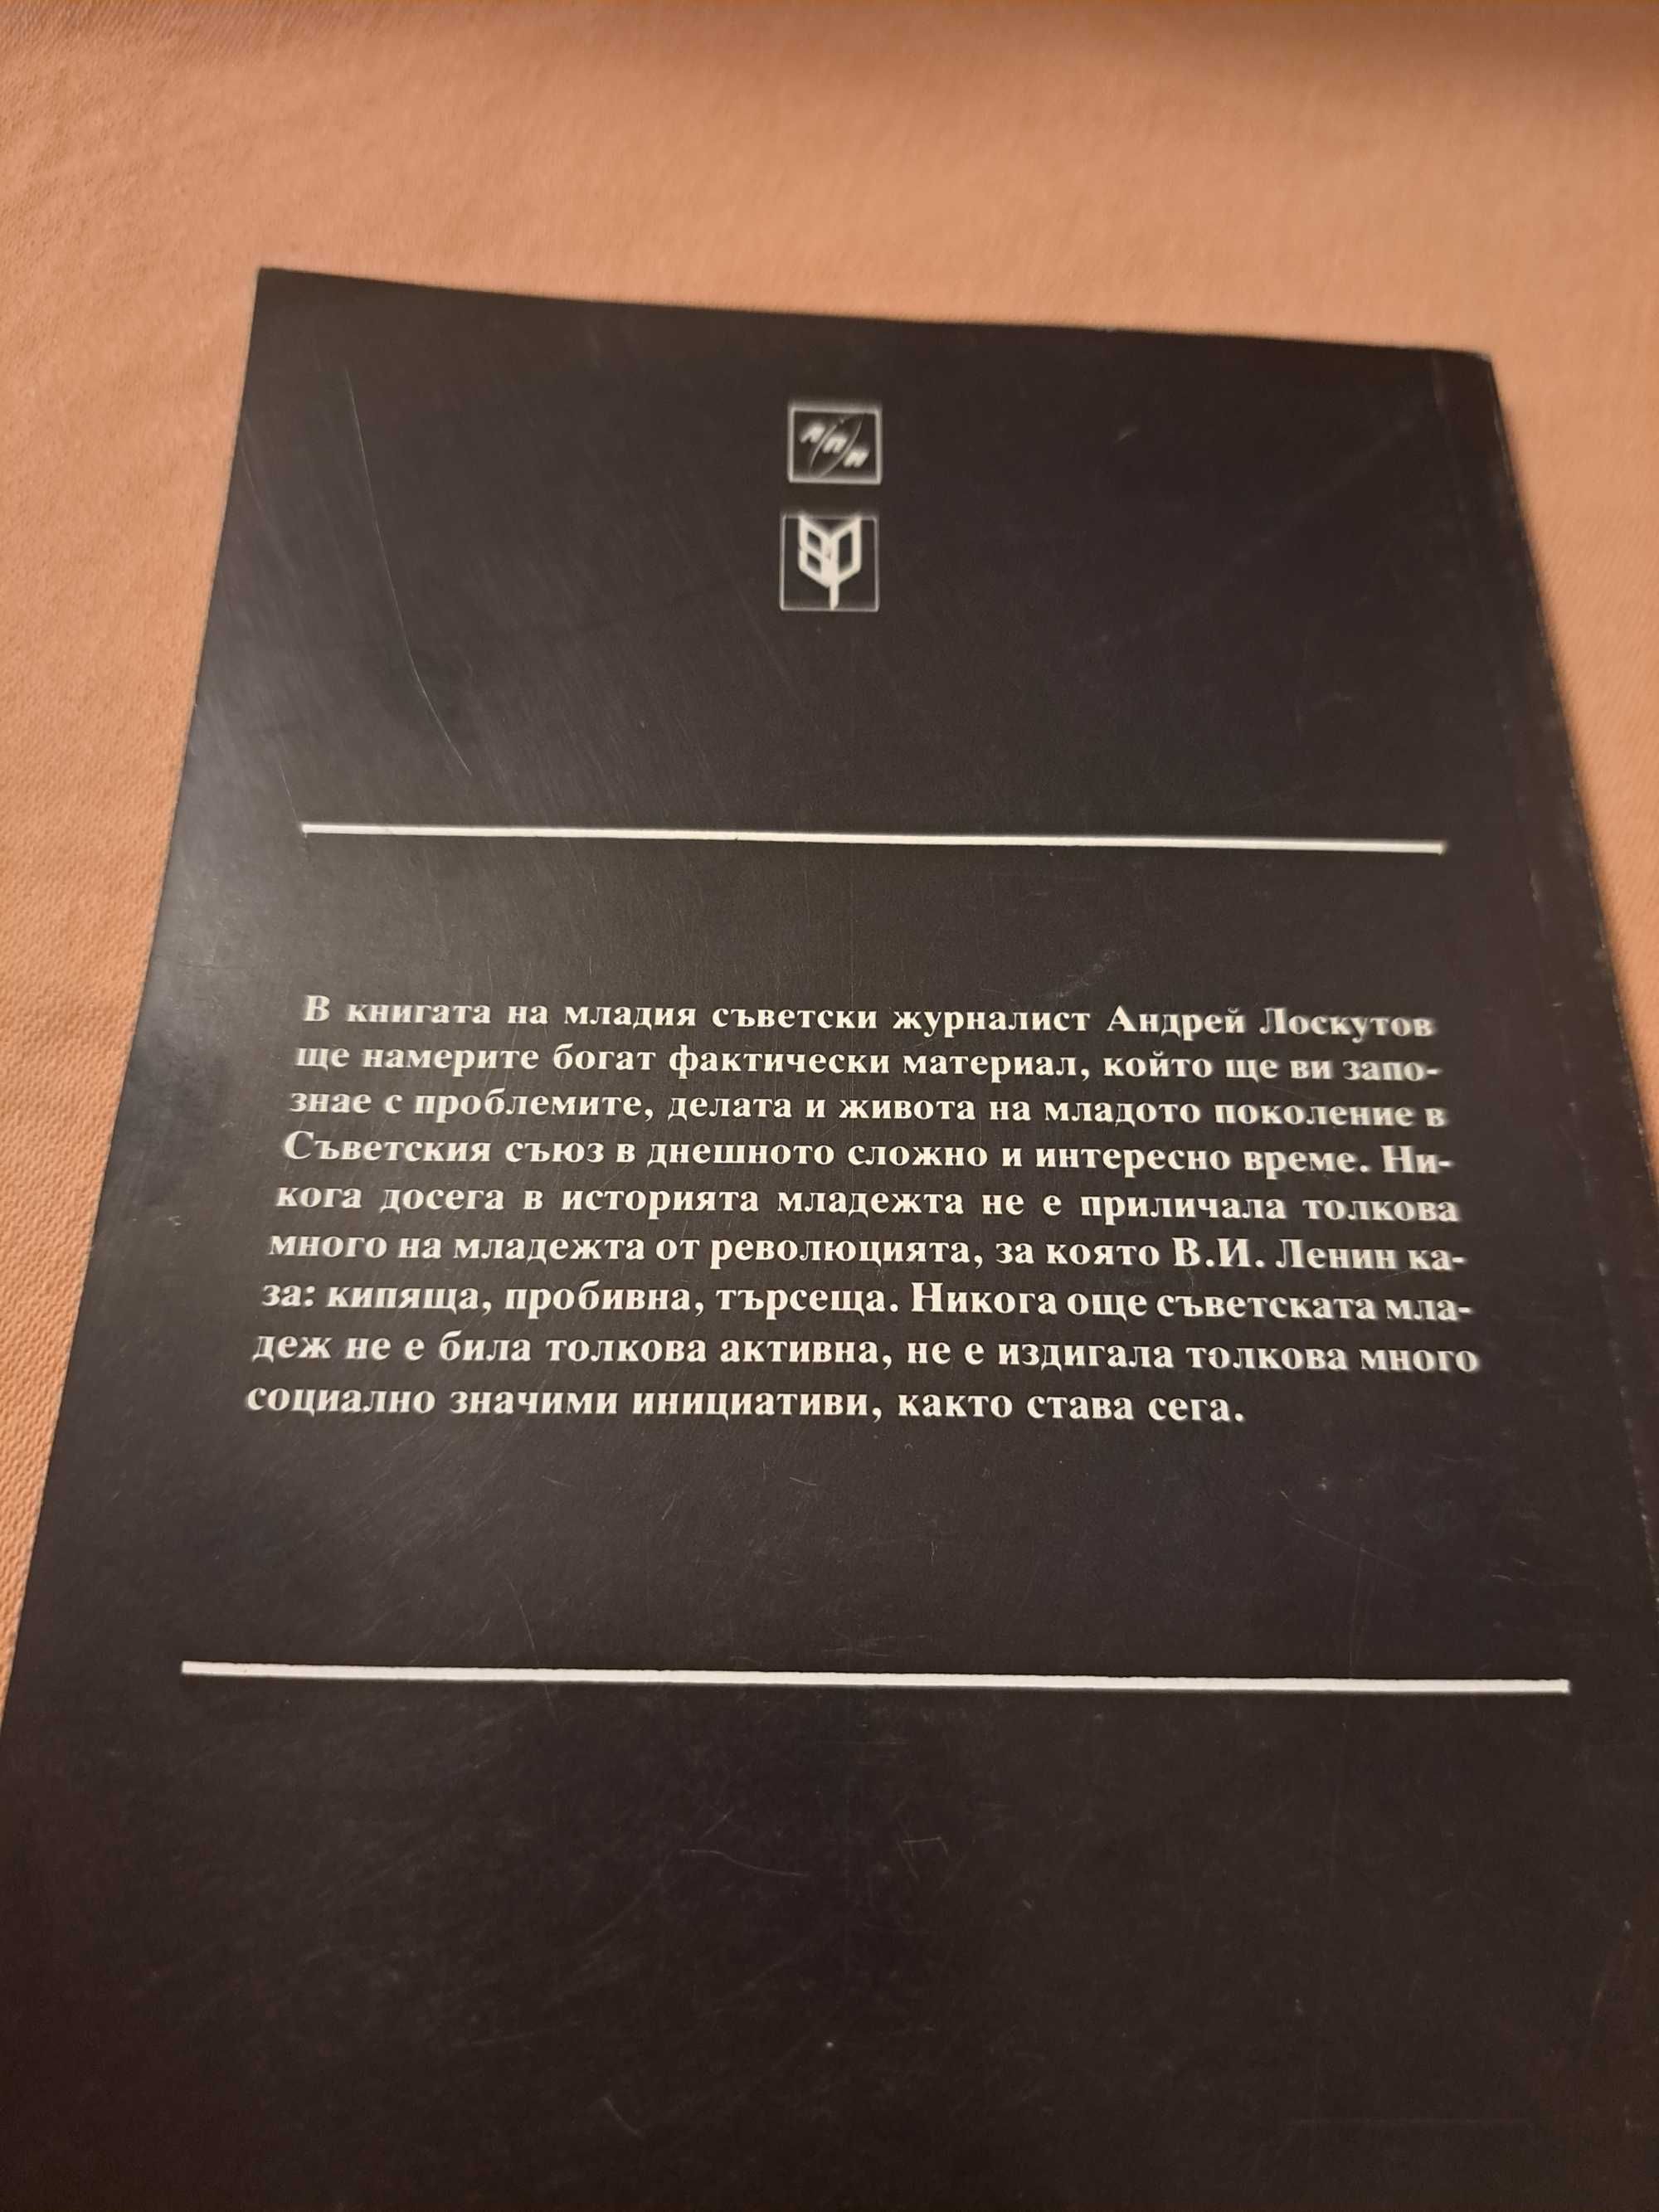 АПН
В книгата на младия съветски журналист Андрей Лоскутов
ще намерите богат фактически материал, който ще ви запо-
знае с проблемите, делата и живота на младото поколение в
Съветския съюз в днешното сложно и интересно време. Ни-
кога досега в историята младежта не е приличала толкова
много на младежта от революцията, за която В.И. Ленин ка-
за: кипяща, пробивна, търсеща. Никога още съветската мла-
деж не е била толкова активна, не е издигала толкова много
социално значими инициативи, както става сега.